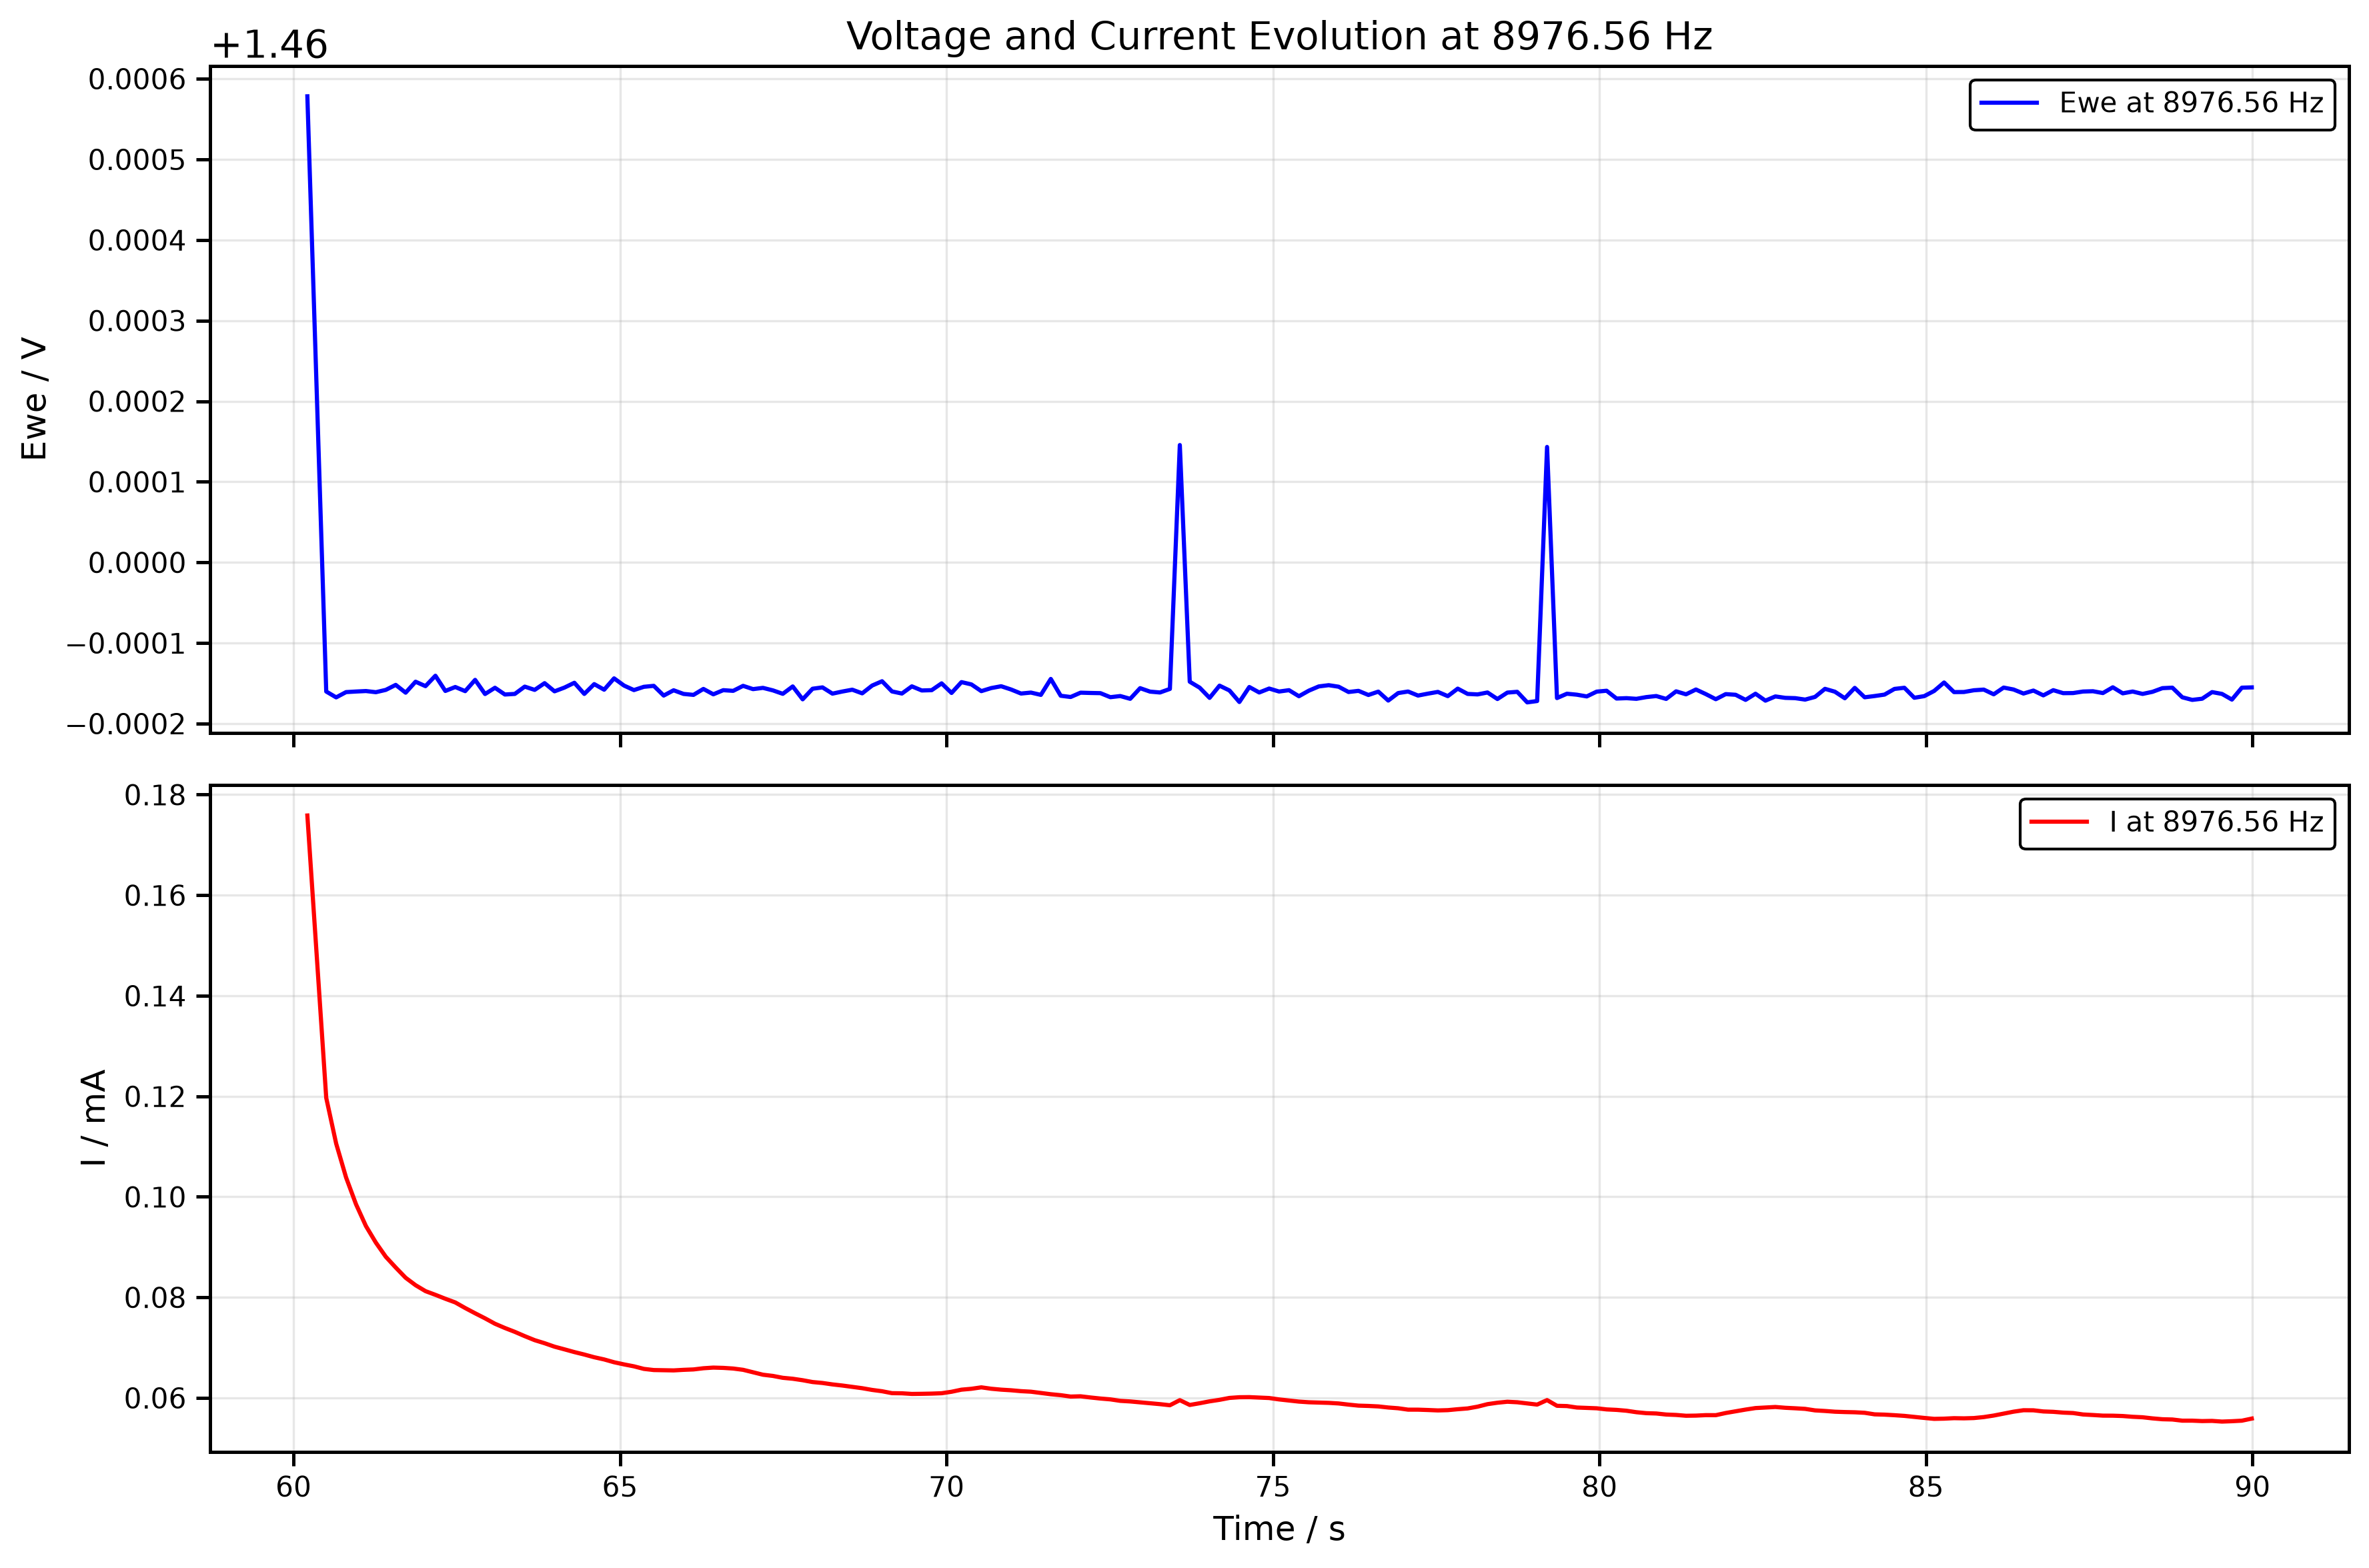 Voltage and Current Evolution at 8976.56 Hz
+1.46
Ewe / V
0.0006
0.0005
0.0004
0.0003
0.0002
0.0001
0.0000
−0.0001
−0.0002
Ewe at 8976.56 Hz
I / mA
0.18
0.16
0.14
0.12
0.10
0.08
0.06
I at 8976.56 Hz
60 65 70 75 80 85 90
Time / s